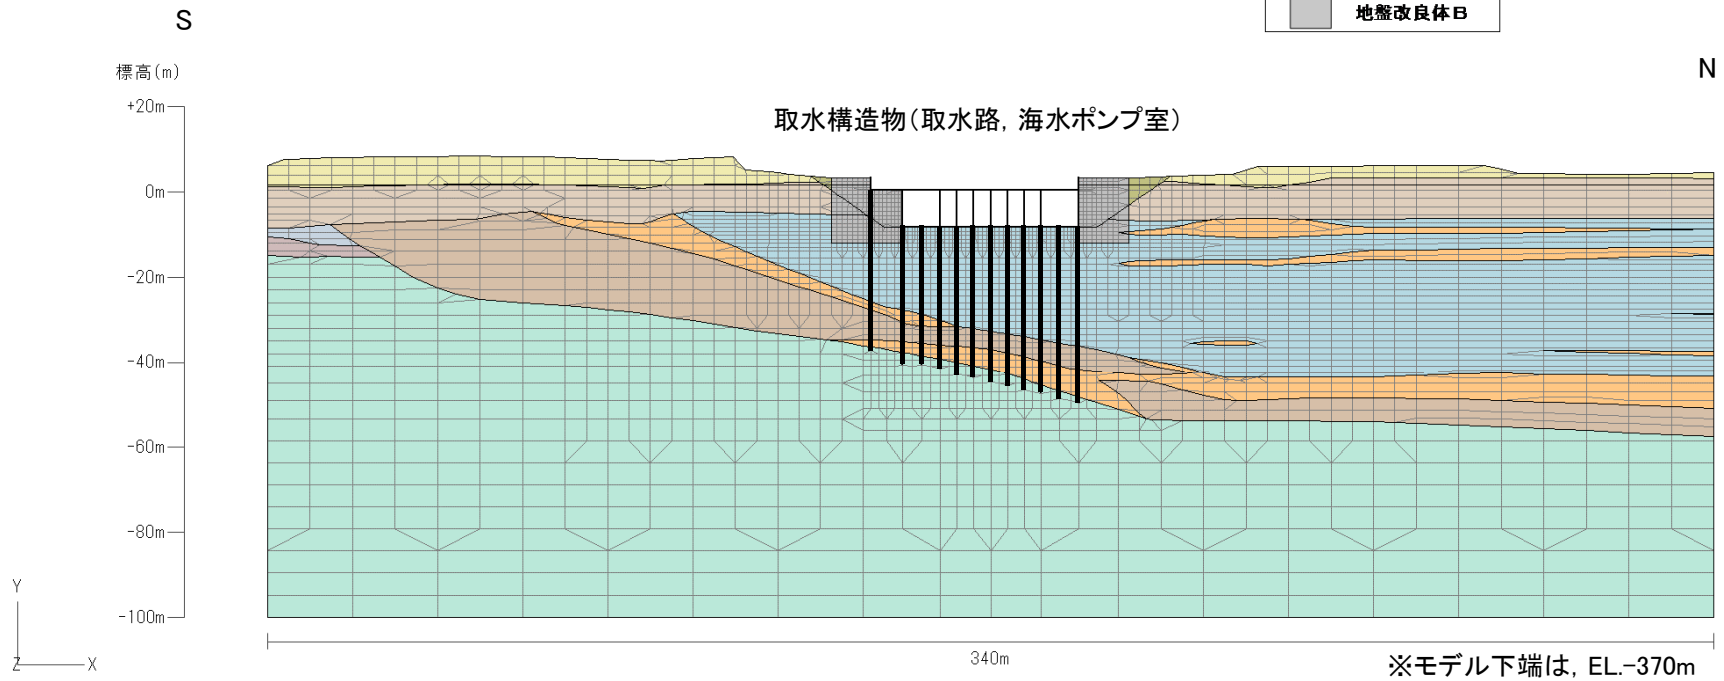 地盤改良体B
S
N
標高(m)
+20m
取水構造物(取水路, 海水ポンプ室)
0m
-20m
-40m
-60m
-80m
-100m
Y
Z
X
340m
※モデル下端は, EL.-370m